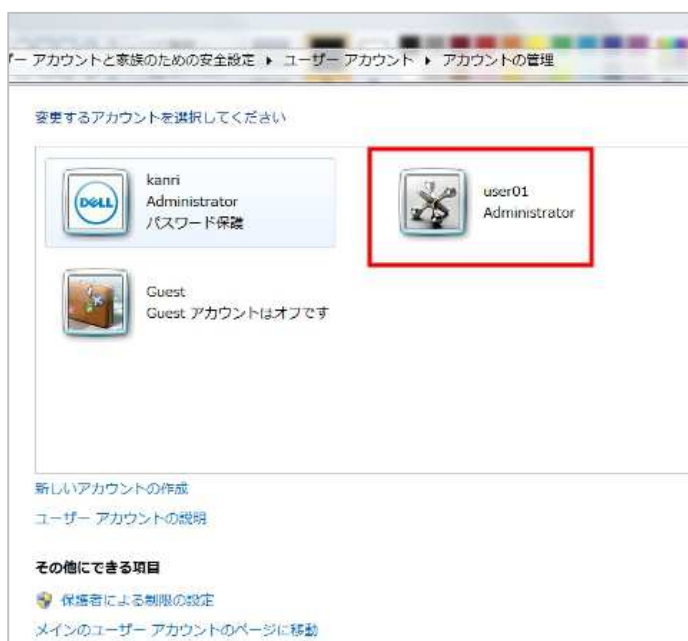 ー アカウントと家族のための安全設定 ▸ ユーザー アカウント ▸ アカウントの管理
変更するアカウントを選択してください
DELL
kanri
Administrator
パスワード保護
user01
Administrator
Guest
Guest アカウントはオフです
新しいアカウントの作成
ユーザー アカウントの説明
その他にできる項目
保護者による制限の設定
メインのユーザー アカウントのページに移動